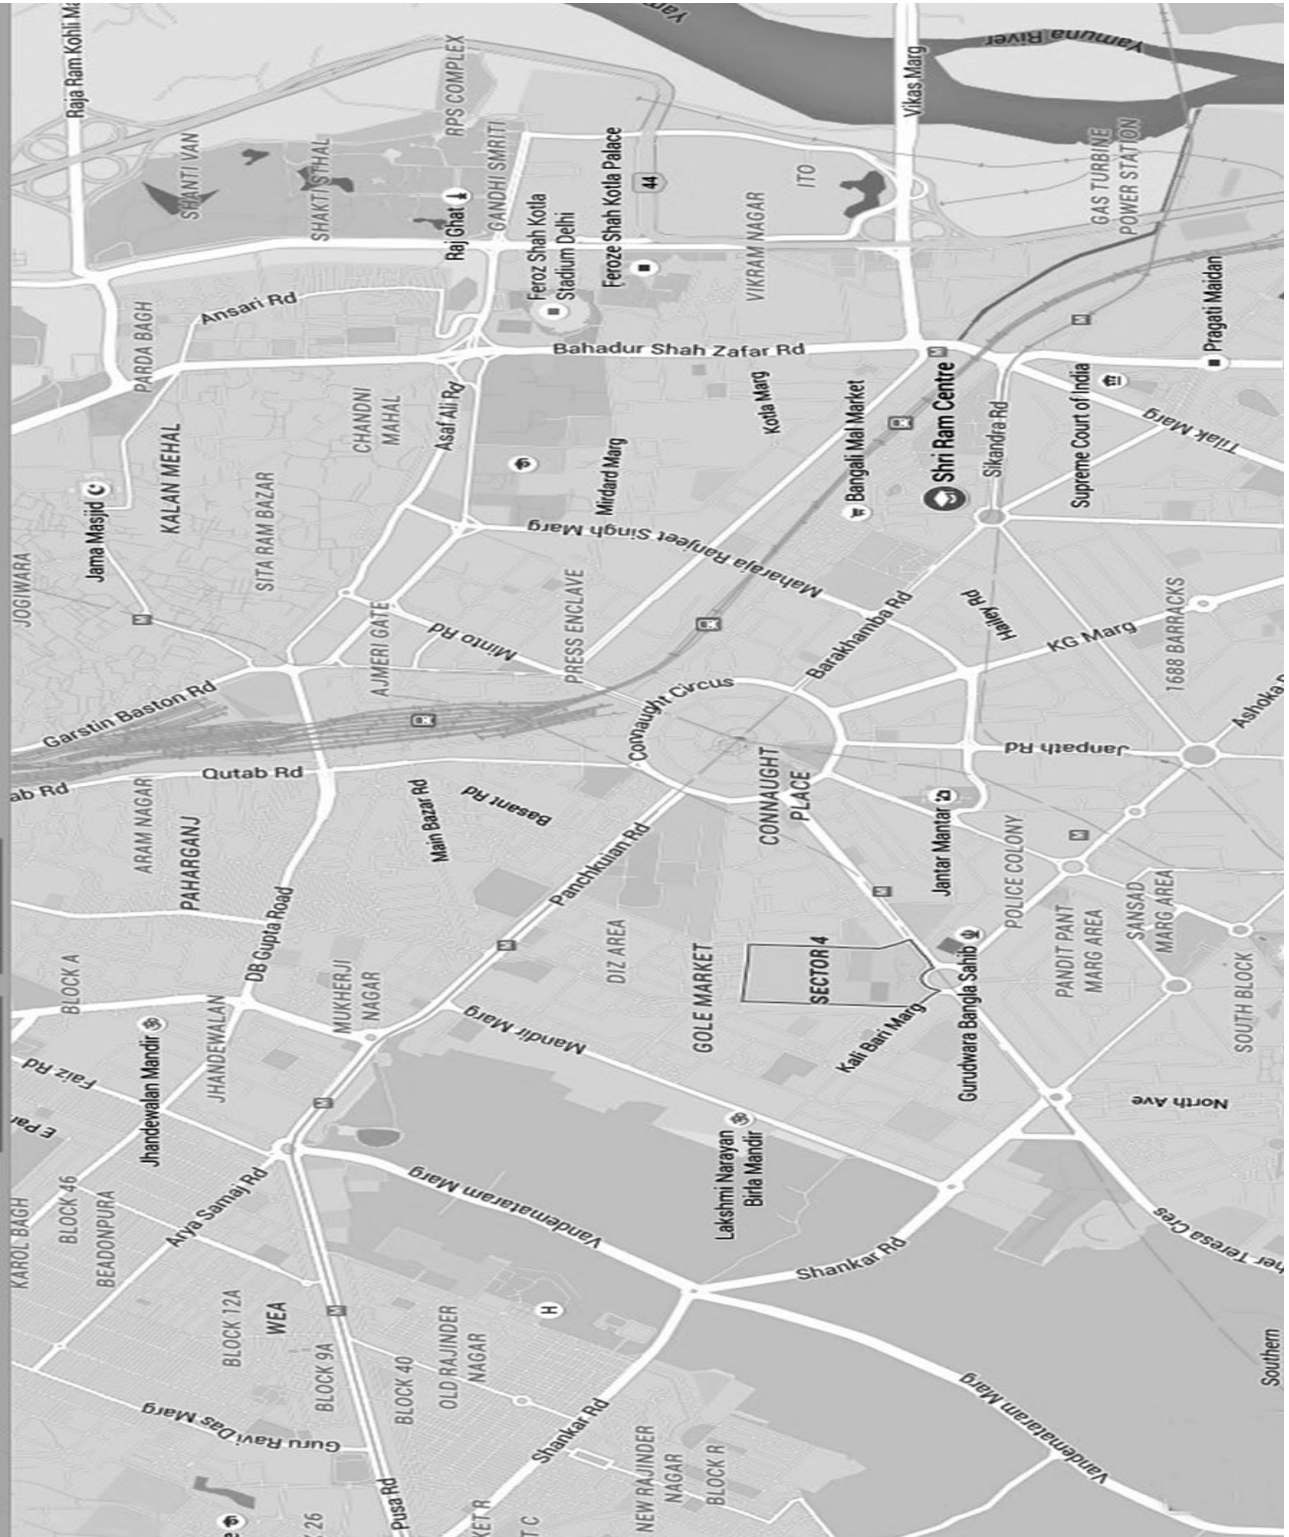 Raja Ram Kohli Ma
SHANTI VAN
SHAKTI STHAL
RPS COMPLEX
Raj Ghat
GANDHI SMRITI
Feroz Shah Kotla
Stadium Delhi
Feroze Shah Kotla Palace
44
VIKRAM NAGAR
ITO
Vikas Marg
Yamuna River
GAS TURBINE
POWER STATION
Pragati Maidan
PARDA BAGH
Ansari Rd
Bahadur Shah Zafar Rd
CHANDNI
MAHAL
Asaf Ali Rd
Mirdard Marg
Kotla Marg
Bangali Mal Market
Shri Ram Centre
Sikandra Rd
Supreme Court of India
Tilak Marg
Jama Masjid
KALAN MEHAL
SITA RAM BAZAR
JOGIWARA
Maharaja Ranjeet Singh Marg
AJMERI GATE
Minto Rd
PRESS ENCLAVE
Barakhamba Rd
Hailey Rd
KG Marg
1688 BARRACKS
Garstin Baston Rd
Connaught Circus
Qutab Rd
ab Rd
Janpath Rd
Ashoka
ARAM NAGAR
PAHARGANJ
Main Bazar Rd
Basant Rd
Panchkuian Rd
CONNAUGHT
PLACE
Jantar Mantar
POLICE COLONY
DB Gupta Road
BLOCK A
MUKHERJI
NAGAR
DIZ AREA
GOLE MARKET
SECTOR 4
Gurudwara Bangla Sahib
PANDIT PANT
MARG AREA
SANSAD
MARG AREA
SOUTH BLOCK
JHANDEWALAN
Jhandewalan Mandir
Faiz Rd
Mandir Marg
Kali Bari Marg
North Ave
E Par
Lakshmi Narayan
Birla Mandir
KAROL BAGH
BLOCK 46
BEADONPURA
Arya Samaj Rd
Vandemataram Marg
Shankar Rd
her Teresa Cres
BLOCK 12A
WEA
BLOCK 9A
BLOCK 40
OLD RAJINDER
NAGAR
H
Southern
Guru Ravi Das Marg
Pusa Rd
Shankar Rd
NEW RAJINDER
NAGAR
BLOCK R
Vandemataram Marg
26
KET R
T C